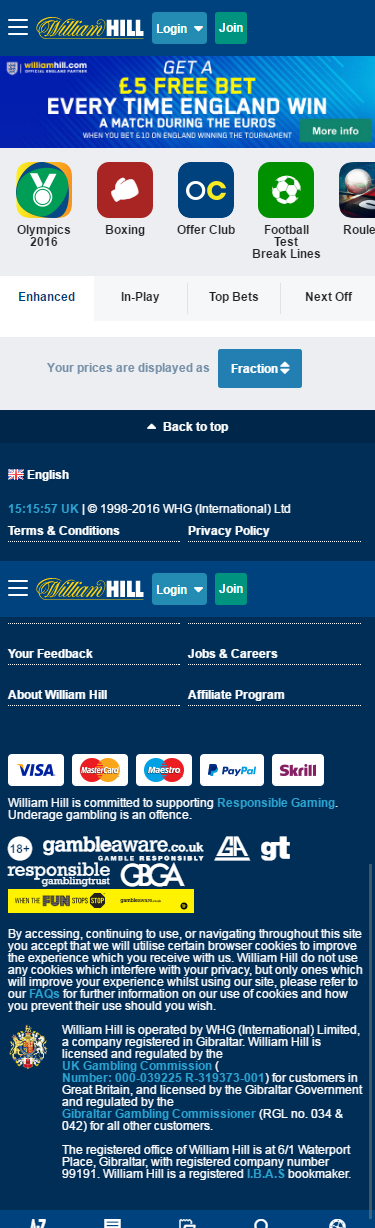 William HILL Login Join
williamhill.com
OFFICIAL ENGLAND PARTNER
GET A
£5 FREE BET
EVERY TIME ENGLAND WIN
A MATCH DURING THE EUROS
WHEN YOU BET £10 ON ENGLAND WINNING THE TOURNAMENT
More info
OC
Olympics 2016
Boxing
Offer Club
Football Test Break Lines
Roule
Enhanced In-Play Top Bets Next Off
Your prices are displayed as Fraction
Back to top
English
15:15:57 UK | © 1998-2016 WHG (International) Ltd
Terms & Conditions Privacy Policy
William HILL Login Join
Your Feedback Jobs & Careers
About William Hill Affiliate Program
VISA MasterCard Maestro PayPal Skrill
William Hill is committed to supporting Responsible Gaming.
Underage gambling is an offence.
18+ gambleaware.co.uk
GAMBLE RESPONSIBLY
GA gt
responsible
gamblingtrust
GBGA
WHEN THE FUN STOPS STOP gambleaware.co.uk
By accessing, continuing to use, or navigating throughout this site
you accept that we will utilise certain browser cookies to improve
the experience which you receive with us. William Hill do not use
any cookies which interfere with your privacy, but only ones which
will improve your experience whilst using our site, please refer to
our FAQs for further information on our use of cookies and how
you prevent their use should you wish.
William Hill is operated by WHG (International) Limited,
a company registered in Gibraltar. William Hill is
licensed and regulated by the
UK Gambling Commission (
Number: 000-039225 R-319373-001) for customers in
Great Britain, and licensed by the Gibraltar Government
and regulated by the
Gibraltar Gambling Commissioner (RGL no. 034 &
042) for all other customers.
The registered office of William Hill is at 6/1 Waterport
Place, Gibraltar, with registered company number
99191. William Hill is a registered I.B.A.S bookmaker.